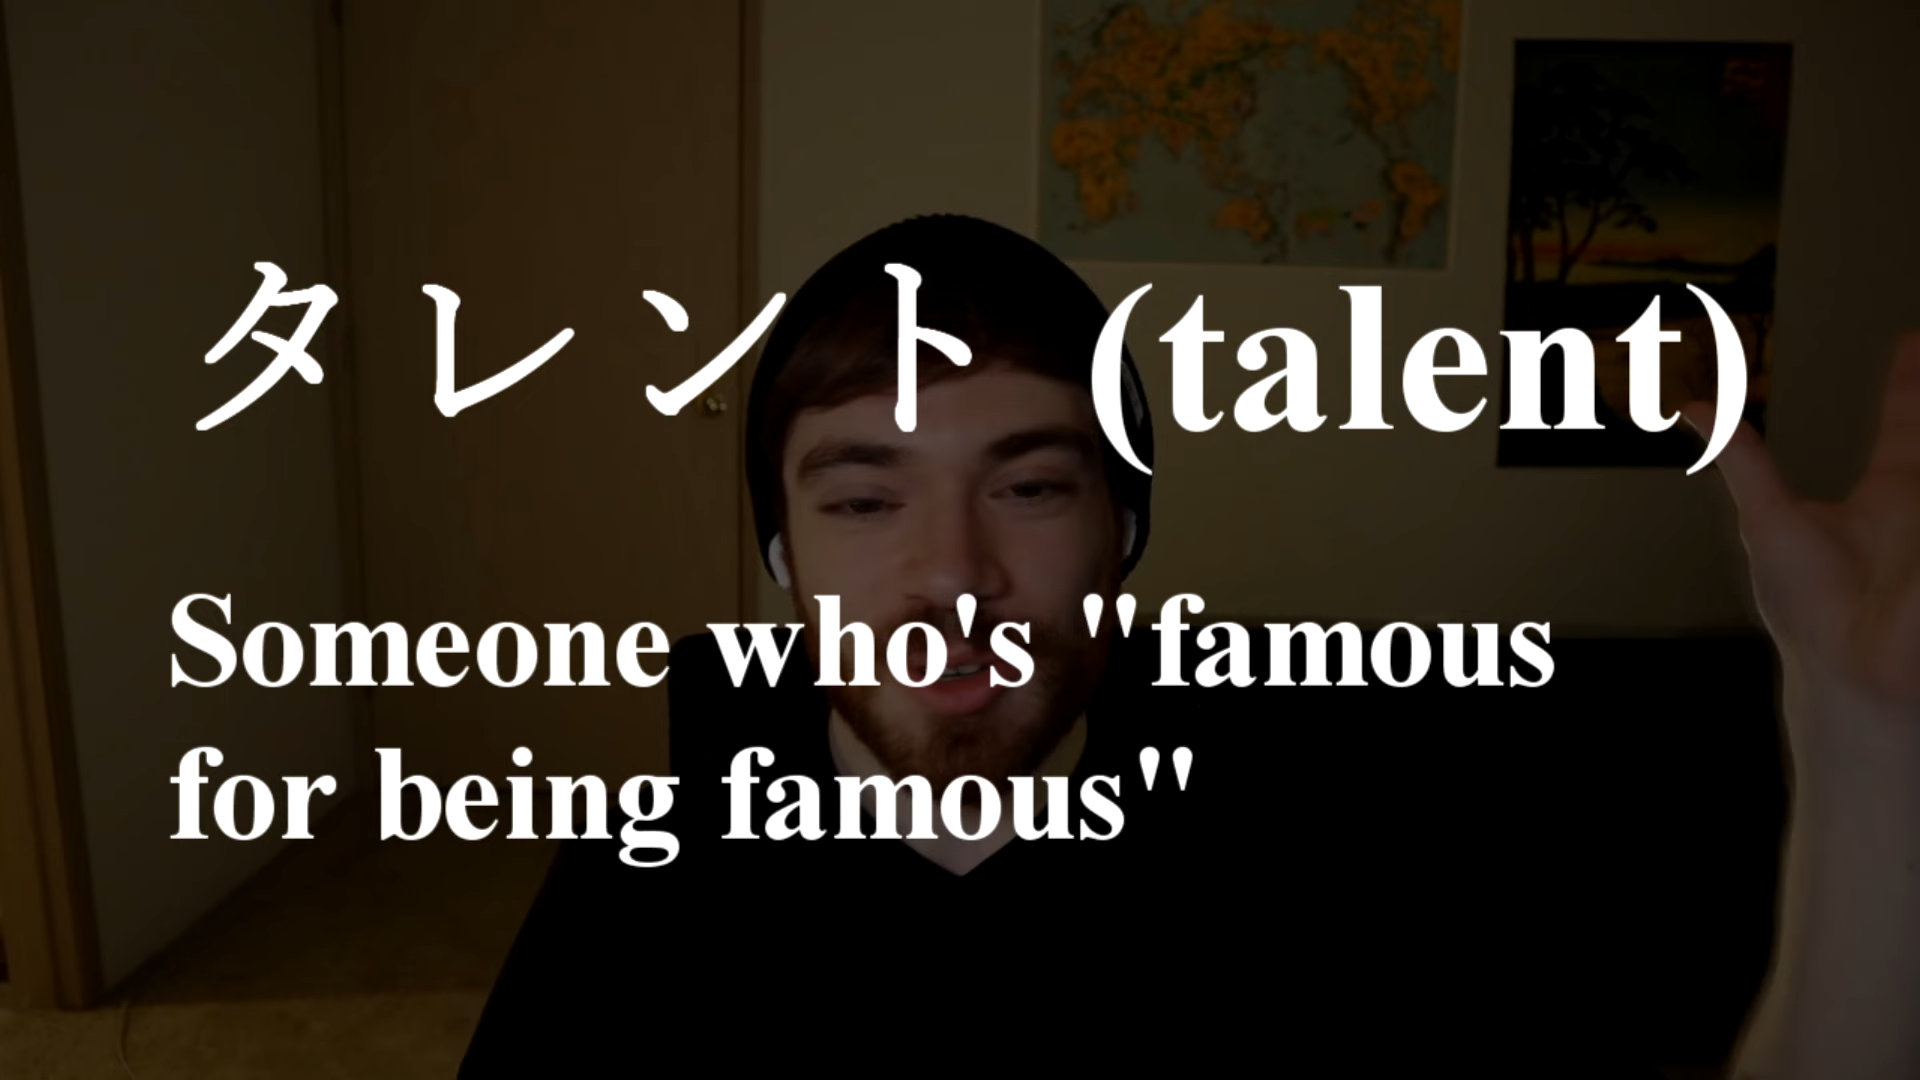 タレント (talent)
Someone who's "famous
for being famous"